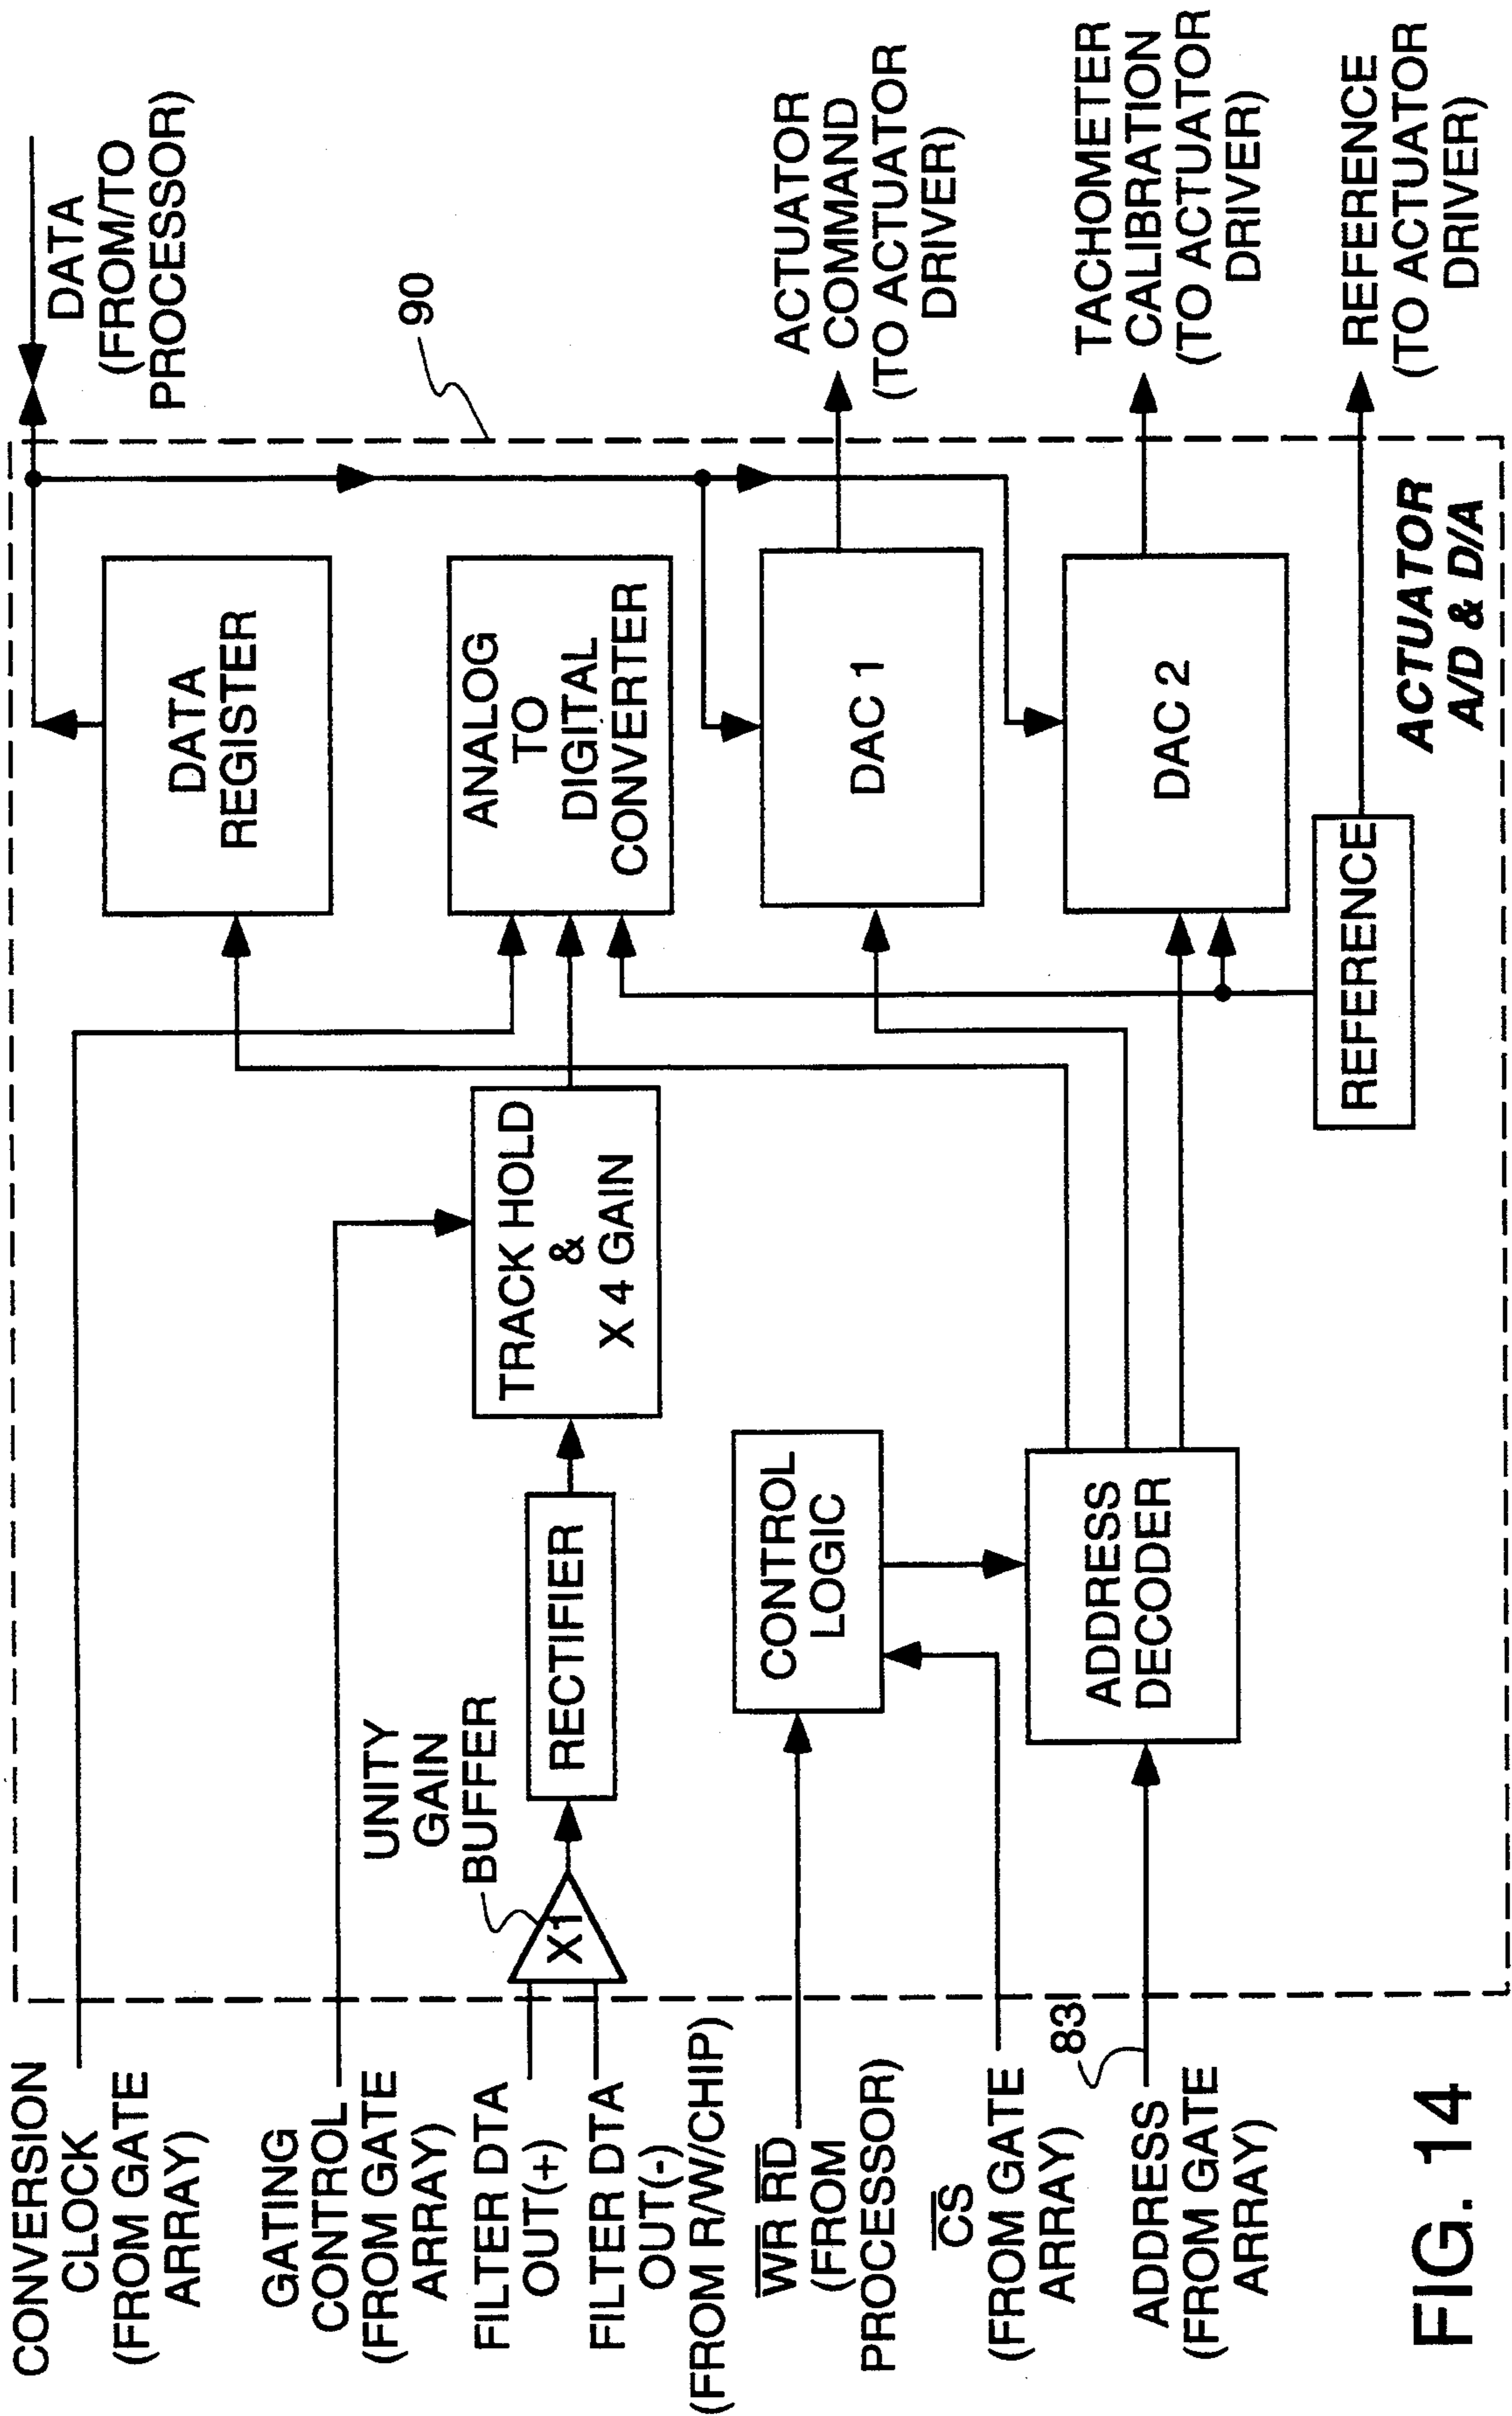 CONVERSION
CLOCK
(FROM GATE
ARRAY)
GATING
CONTROL
(FROM GATE
ARRAY)
FILTER DTA
OUT(+)
FILTER DTA
OUT(-)
(FROM R/W/CHIP)
WR RD
(FROM
PROCESSOR)
CS
(FROM GATE
ARRAY)
83
ADDRESS
(FROM GATE
ARRAY)
UNITY
GAIN
BUFFER
X1
RECTIFIER
TRACK HOLD
&
X 4 GAIN
CONTROL
LOGIC
ADDRESS
DECODER
DATA
REGISTER
ANALOG
TO
DIGITAL
CONVERTER
DAC 1
DAC 2
REFERENCE
ACTUATOR
A/D & D/A
90
DATA
(FROM/TO
PROCESSOR)
ACTUATOR
COMMAND
(TO ACTUATOR
DRIVER)
TACHOMETER
CALIBRATION
(TO ACTUATOR
DRIVER)
REFERENCE
(TO ACTUATOR
DRIVER)
FIG. 14